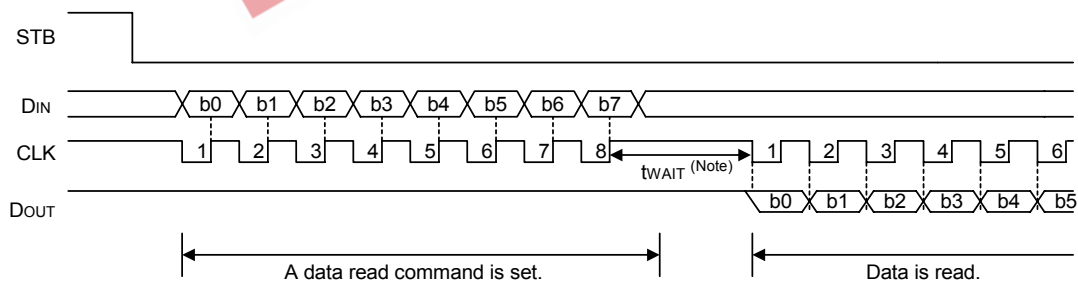 STB
DIN b0 b1 b2 b3 b4 b5 b6 b7
CLK 1 2 3 4 5 6 7 8 1 2 3 4 5 6
tWAIT (Note)
DOUT b0 b1 b2 b3 b4 b5
A data read command is set. Data is read.